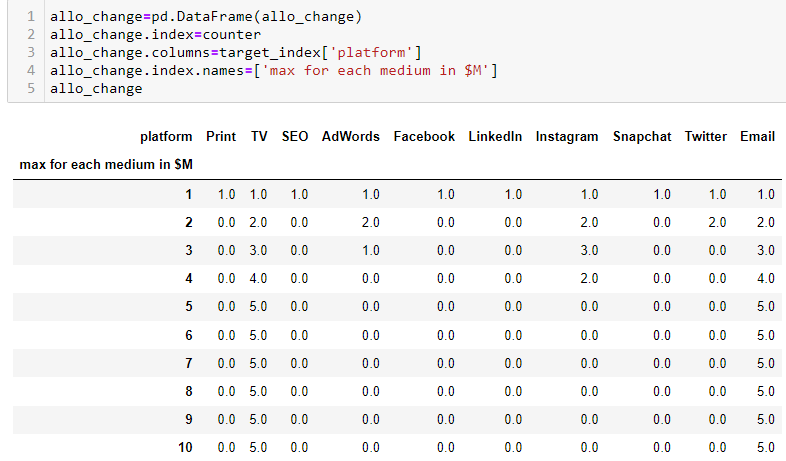 1 allo_change=pd.DataFrame(allo_change)
2 allo_change.index=counter
3 allo_change.columns=target_index['platform']
4 allo_change.index.names=['max for each medium in $M']
5 allo_change
platform Print TV SEO AdWords Facebook LinkedIn Instagram Snapchat Twitter Email
max for each medium in $M
1 1.0 1.0 1.0 1.0 1.0 1.0 1.0 1.0 1.0 1.0
2 0.0 2.0 0.0 2.0 0.0 0.0 2.0 0.0 2.0 2.0
3 0.0 3.0 0.0 1.0 0.0 0.0 3.0 0.0 0.0 3.0
4 0.0 4.0 0.0 0.0 0.0 0.0 2.0 0.0 0.0 4.0
5 0.0 5.0 0.0 0.0 0.0 0.0 0.0 0.0 0.0 5.0
6 0.0 5.0 0.0 0.0 0.0 0.0 0.0 0.0 0.0 5.0
7 0.0 5.0 0.0 0.0 0.0 0.0 0.0 0.0 0.0 5.0
8 0.0 5.0 0.0 0.0 0.0 0.0 0.0 0.0 0.0 5.0
9 0.0 5.0 0.0 0.0 0.0 0.0 0.0 0.0 0.0 5.0
10 0.0 5.0 0.0 0.0 0.0 0.0 0.0 0.0 0.0 5.0